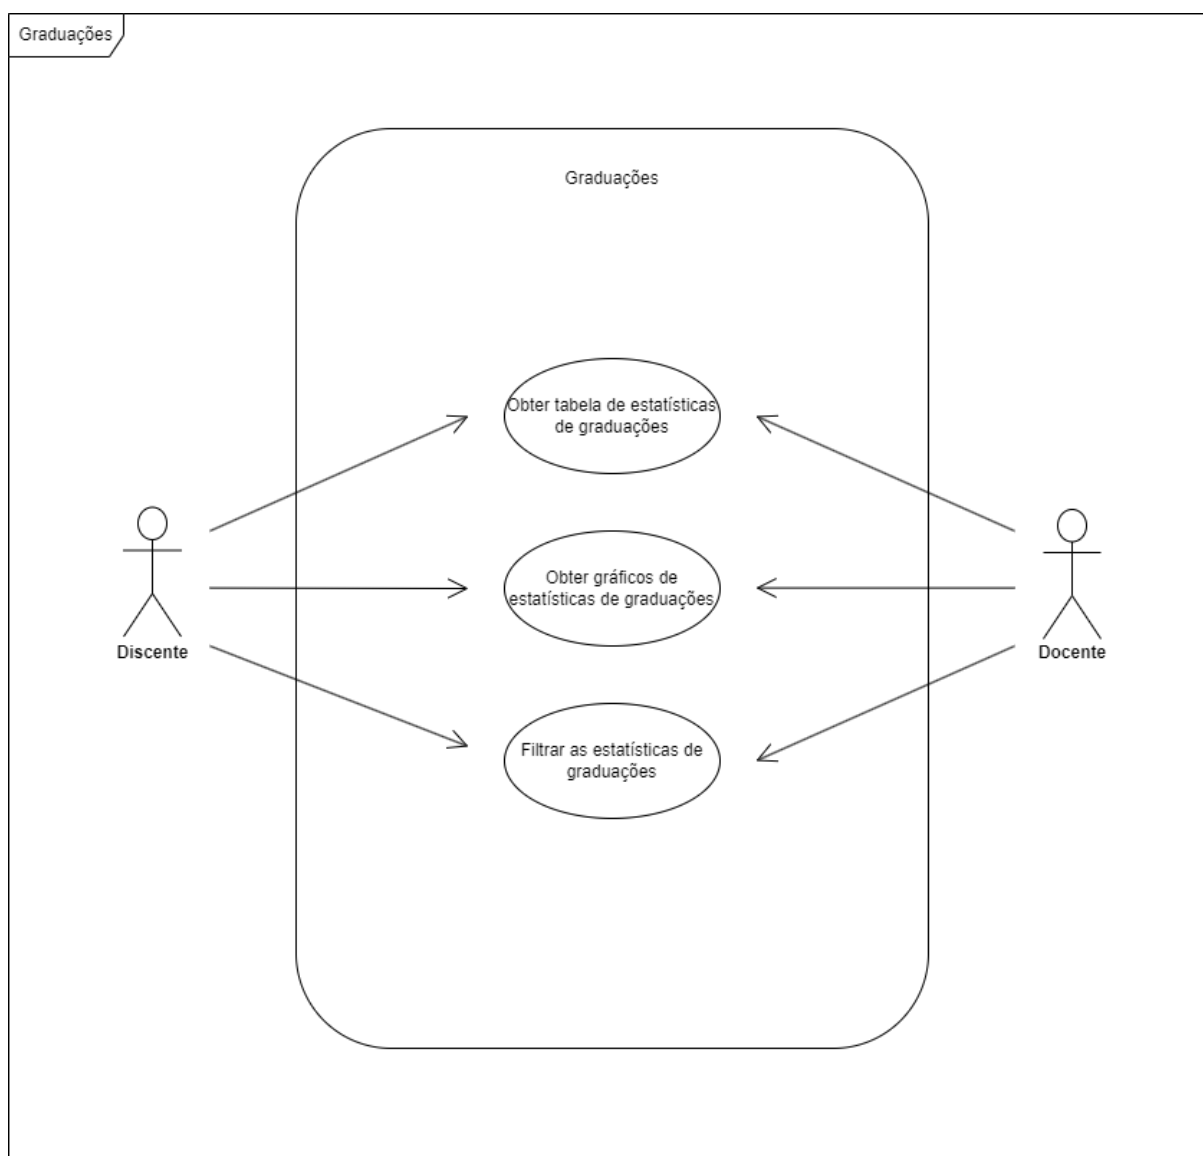 Graduações
Graduações
Obter tabela de estatísticas
de graduações
Obter gráficos de
estatísticas de graduações
Discente
Docente
Filtrar as estatísticas de
graduações